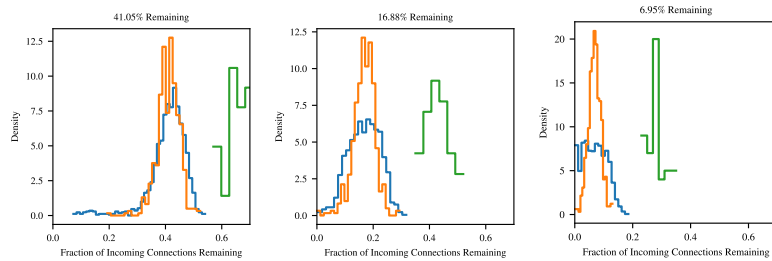 41.05% Remaining
Density
12.5
10.0
7.5
5.0
2.5
0.0
0.0 0.2 0.4 0.6
Fraction of Incoming Connections Remaining
16.88% Remaining
Density
12.5
10.0
7.5
5.0
2.5
0.0
0.0 0.2 0.4 0.6
Fraction of Incoming Connections Remaining
6.95% Remaining
Density
20
15
10
5
0
0.0 0.2 0.4 0.6
Fraction of Incoming Connections Remaining